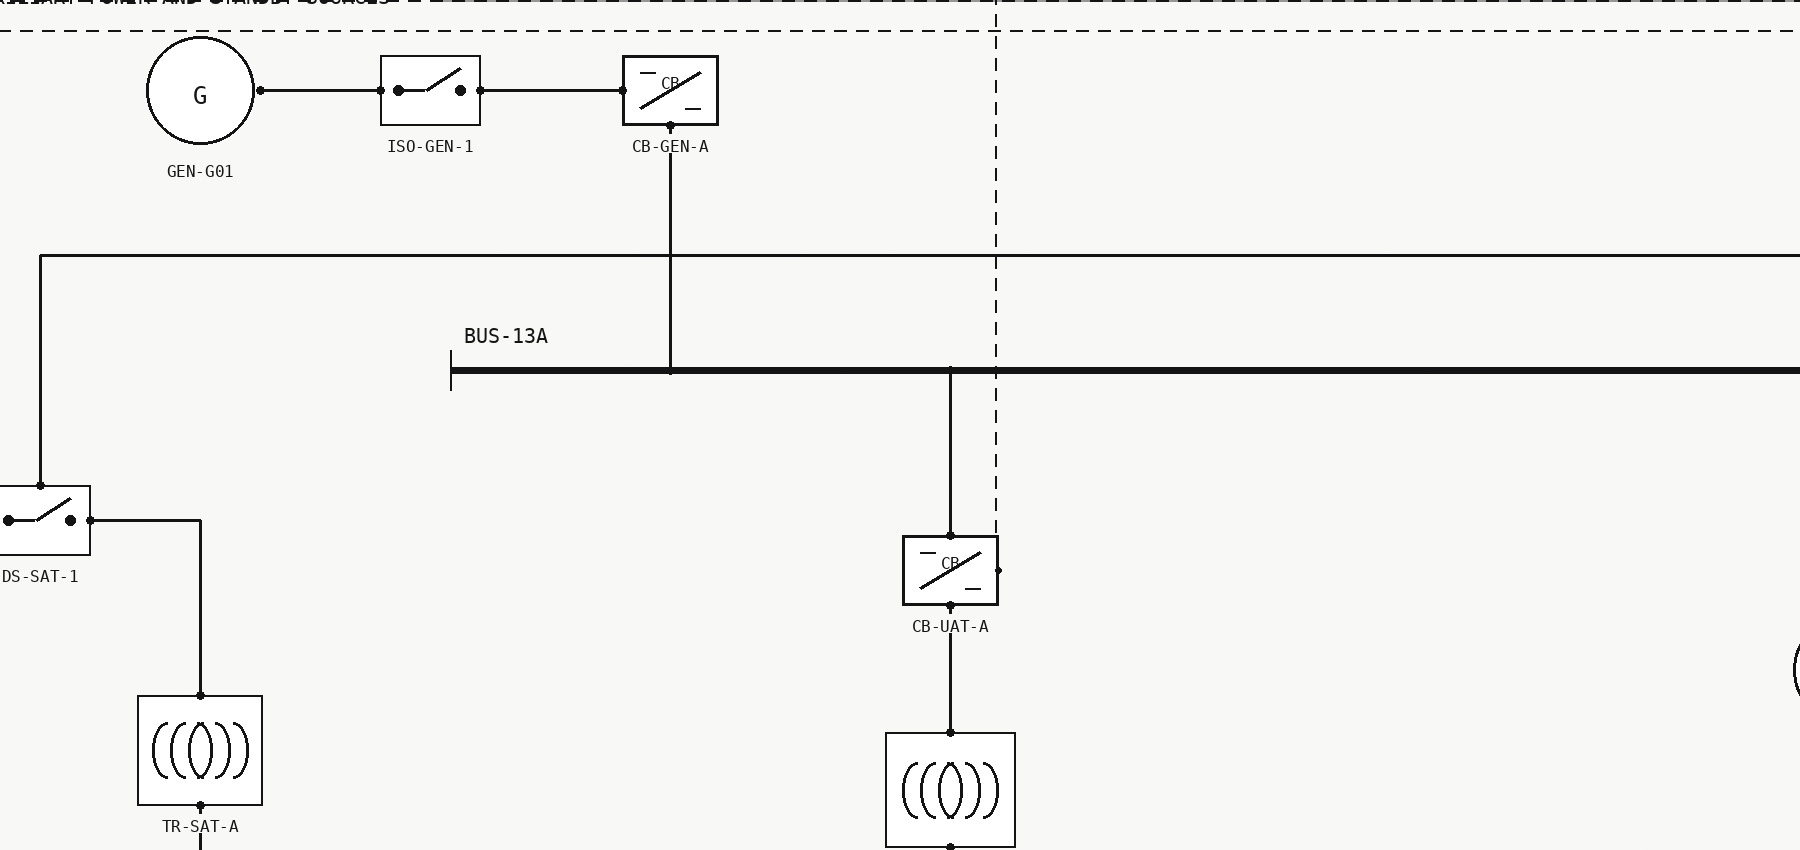 G
CB
ISO-GEN-1
CB-GEN-A
GEN-G01
BUS-13A
CB
DS-SAT-1
CB-UAT-A
TR-SAT-A